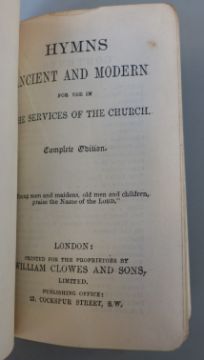 HYMNS
ANCIENT AND MODERN
FOR USE IN
THE SERVICES OF THE CHURCH.
Complete Edition.
"Young men and maidens, old men and children,
praise the Name of the LORD."
LONDON:
PRINTED FOR THE PROPRIETORS BY
WILLIAM CLOWES AND SONS,
LIMITED.
PUBLISHING OFFICE:
23, COCKSPUR STREET, S.W.